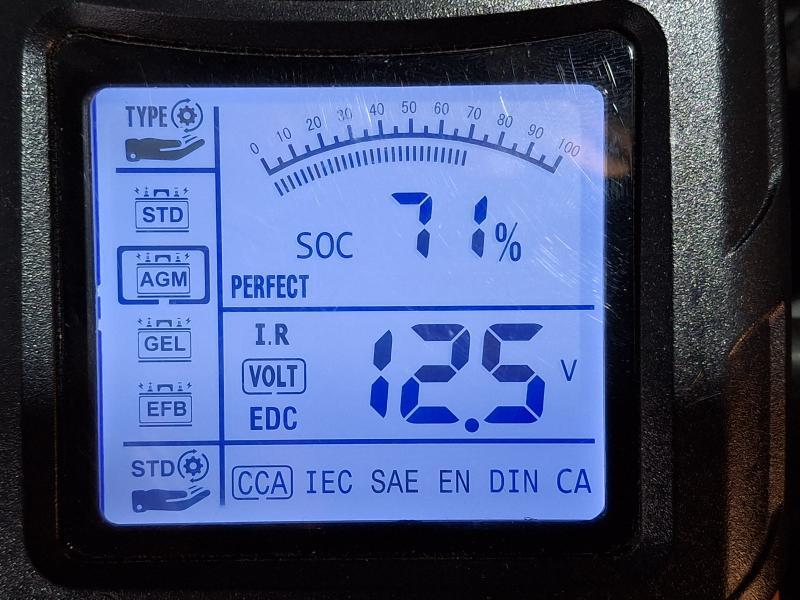 TYPE
0 10 20 30 40 50 60 70 80 90 100
STD
SOC 71%
AGM
PERFECT
GEL
I.R
VOLT 12.5 V
EFB
EDC
STD
CCA IEC SAE EN DIN CA